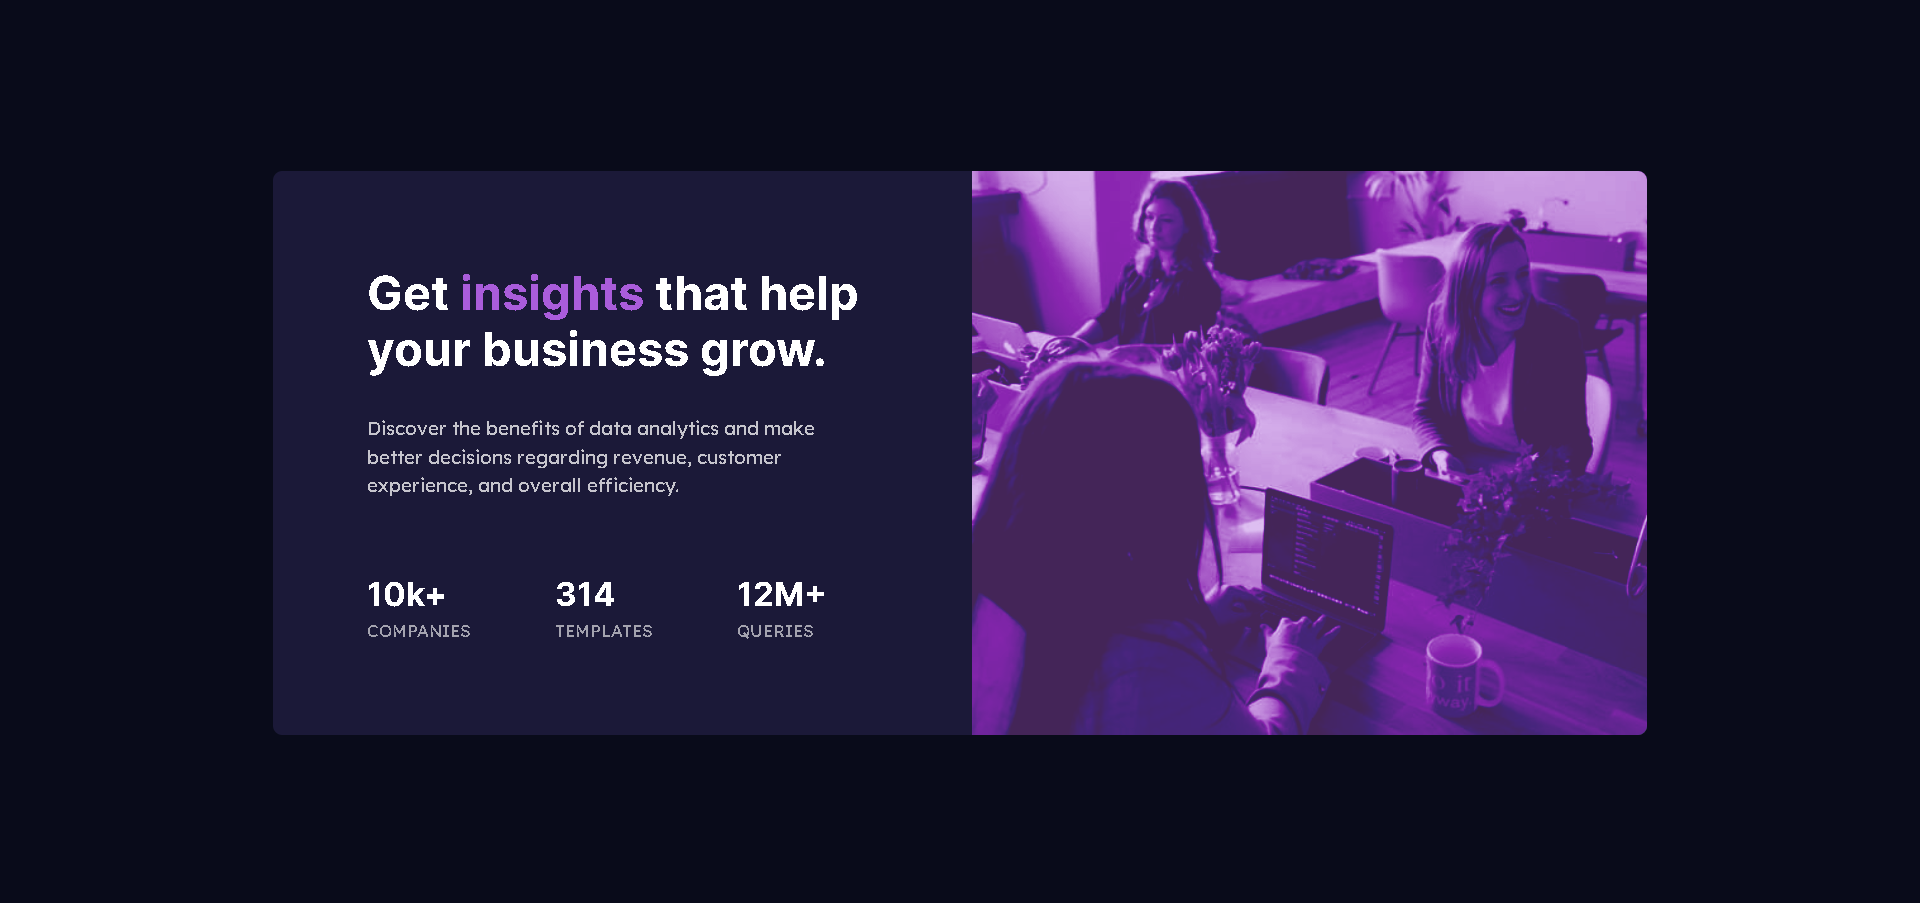 Get insights that help
your business grow.
Discover the benefits of data analytics and make
better decisions regarding revenue, customer
experience, and overall efficiency.
10k+ 314 12M+
COMPANIES TEMPLATES QUERIES